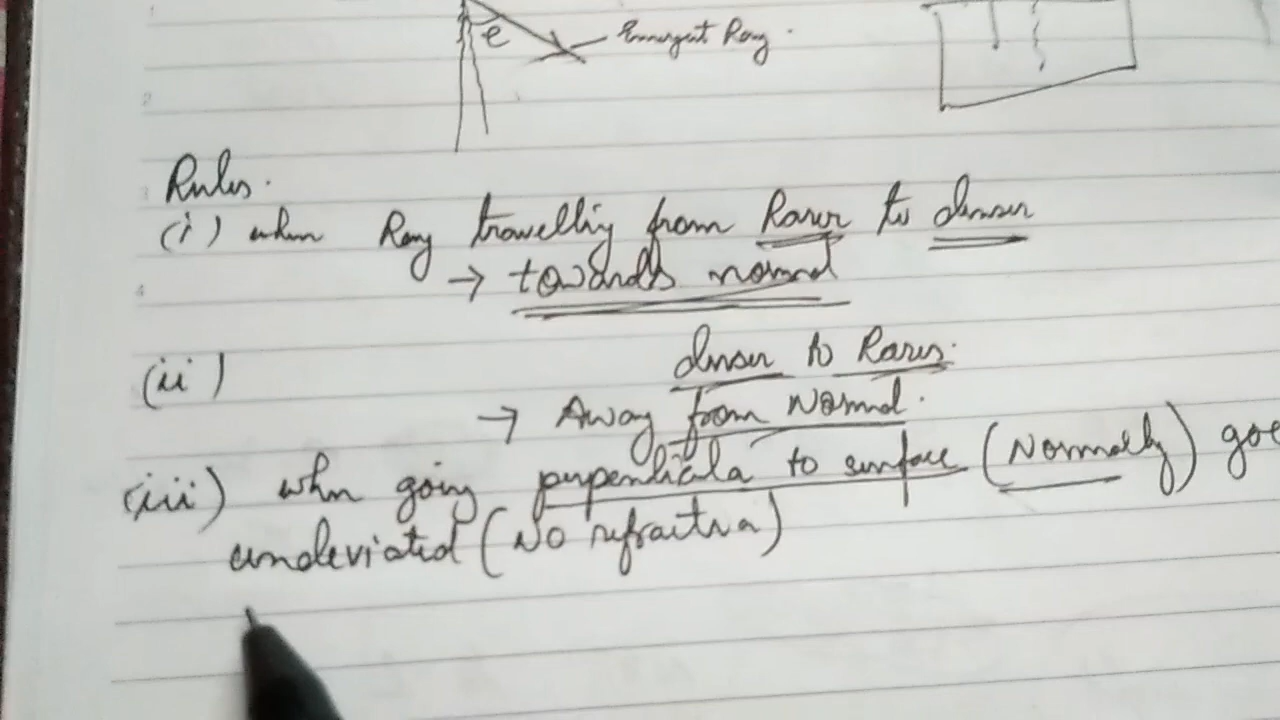 e
Emergent Ray.
Rules.
(i) when Ray travelling from Rarer to denser
→ towards normal
(ii) denser to Rarer.
→ Away from Normal.
(iii) when going perpendicula to surface (Normally) goe
undeviated (No refraction)